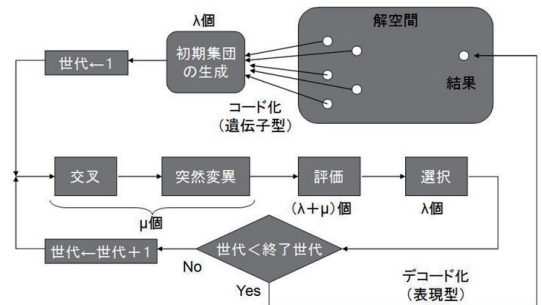 λ個
解空間
初期集団
の生成
世代←1
結果
コード化
（遺伝子型）
交叉
突然変異
評価
選択
μ個
（λ＋μ）個
λ個
世代←世代＋1
世代＜終了世代
No
Yes
デコード化
（表現型）